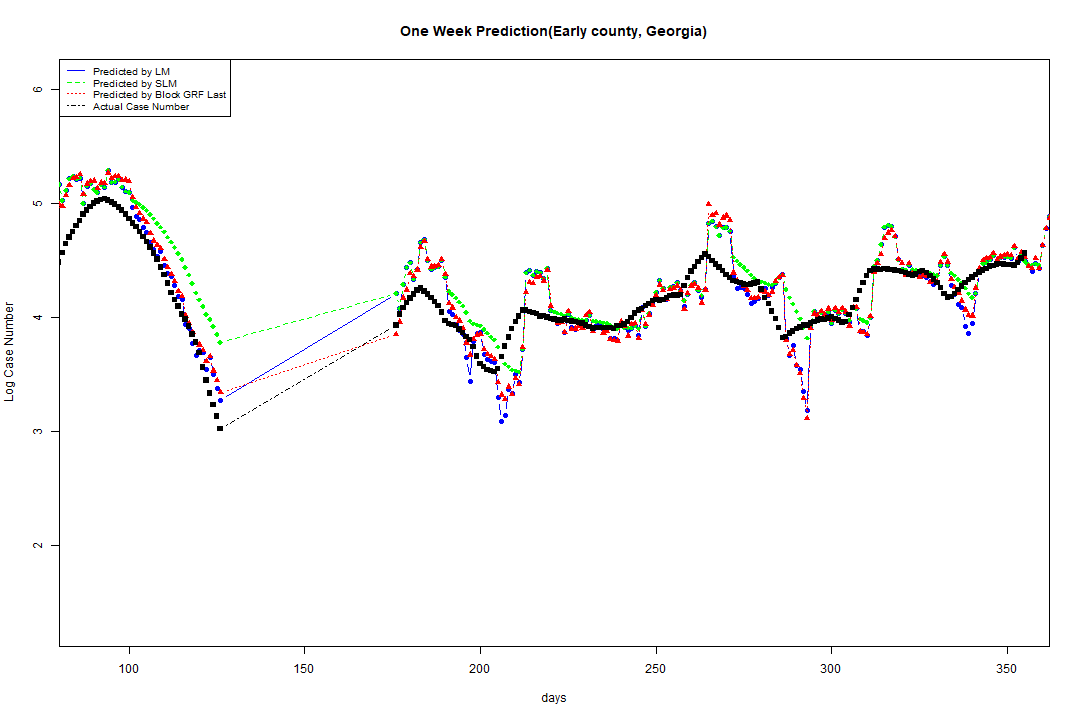 One Week Prediction(Early county, Georgia)
Predicted by LM
Predicted by SLM
Predicted by Block GRF Last
Actual Case Number
6
5
4
3
2
Log Case Number
100
150
200
250
300
350
days